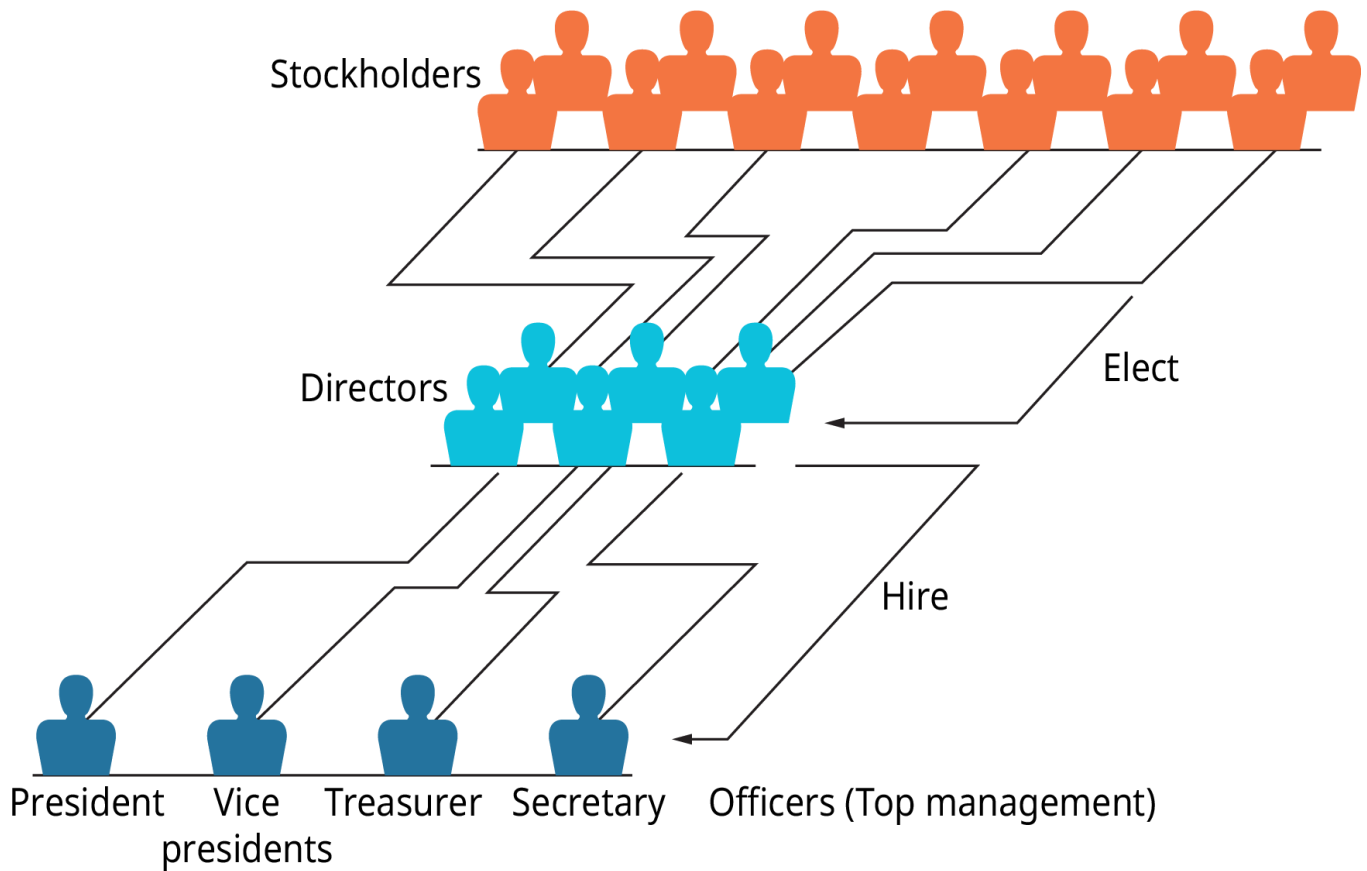 Stockholders
Directors
Elect
Hire
President
Vice
presidents
Treasurer
Secretary
Officers (Top management)